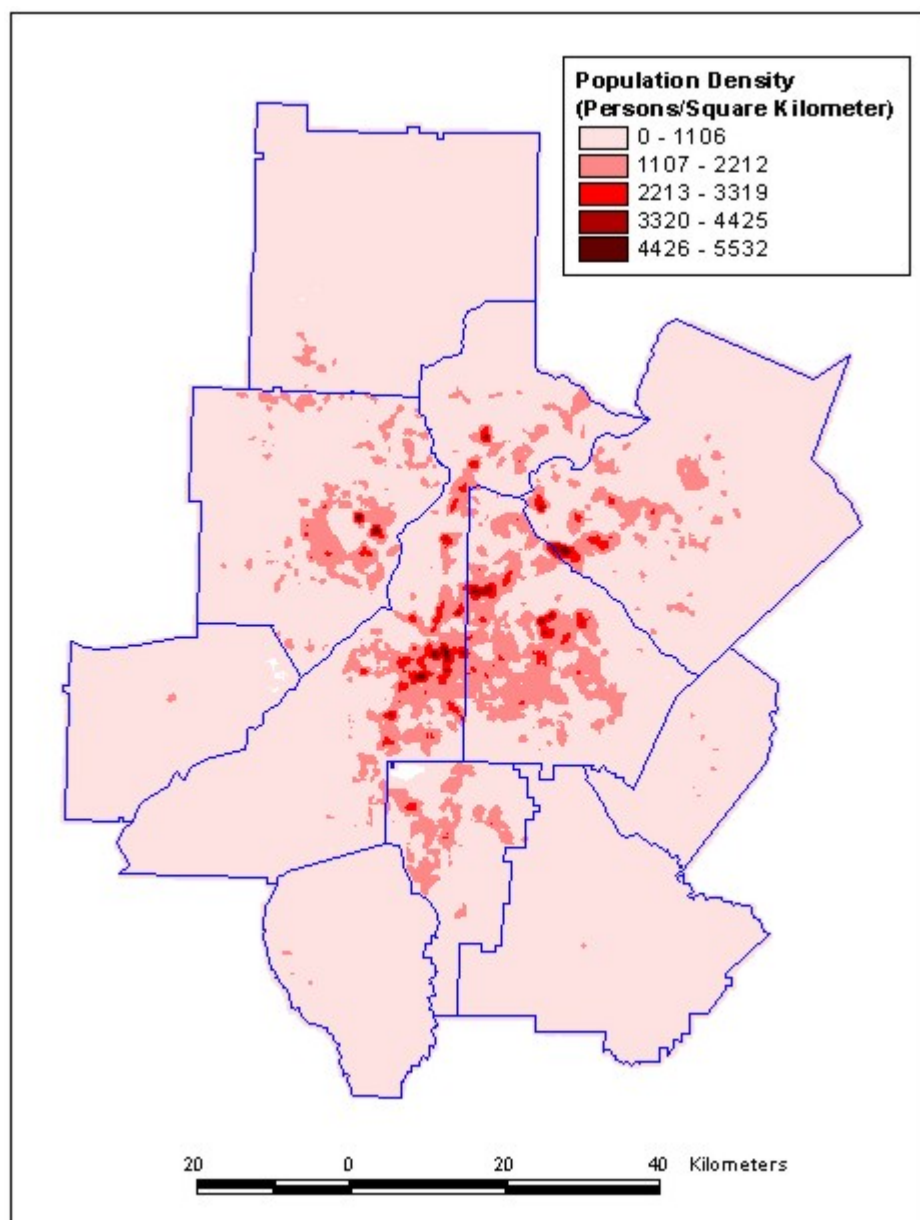 Population Density
(Persons/Square Kilometer)
0 - 1106
1107 - 2212
2213 - 3319
3320 - 4425
4426 - 5532
20 0 20 40 Kilometers